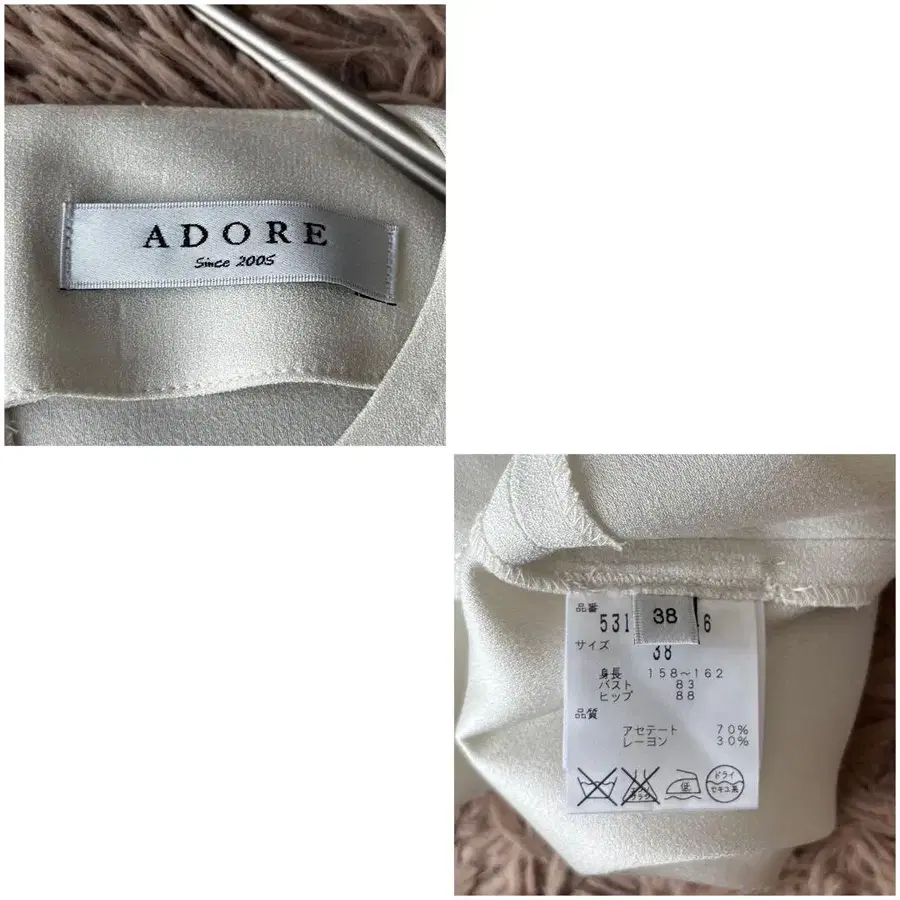 ADORE
Since 2005
品番
531 38 6
サイズ
38
身長 158~162
バスト 83
ヒップ 88
品質
アセテート 70%
レーヨン 30%
低
ドライ
セキユ系